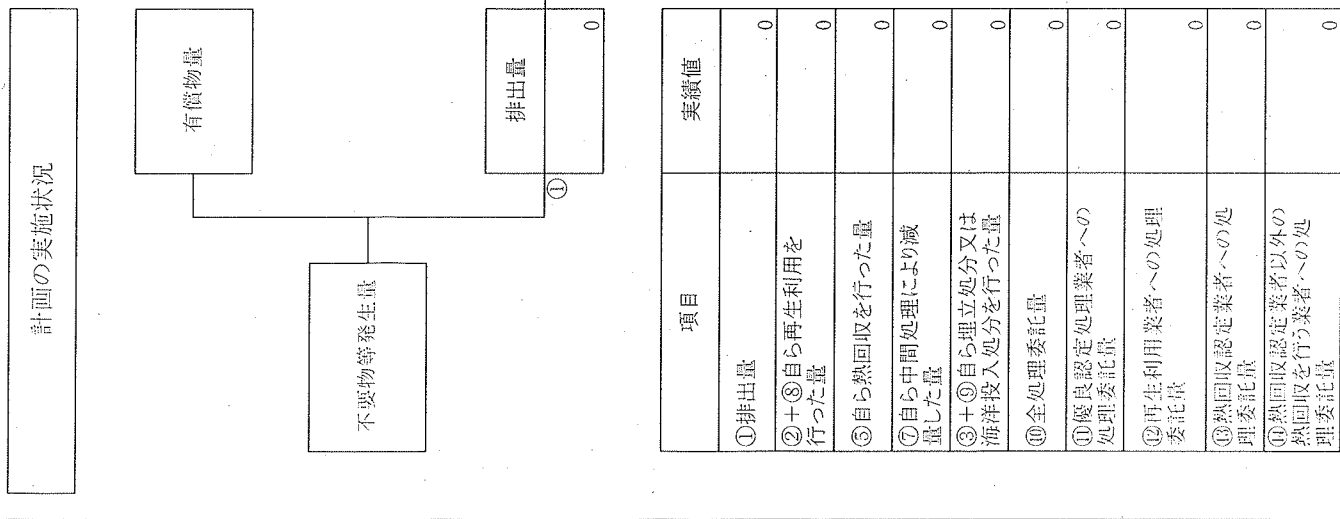 計画の実施状況
有償物量
不要物等発生量
①
排出量
0
項目
実績値
①排出量
0
②+⑧自ら再生利用を
行った量
0
⑤自ら熱回収を行った量
0
⑦自ら中間処理により減
量した量
0
③+⑨自ら埋立処分又は
海洋投入処分を行った量
0
⑩全処理委託量
0
⑪優良認定処理業者への
処理委託量
0
⑫再生利用業者への処理
委託量
0
⑬熱回収認定業者への処
理委託量
0
⑭熱回収認定業者以外の
熱回収を行う業者への処
理委託量
0